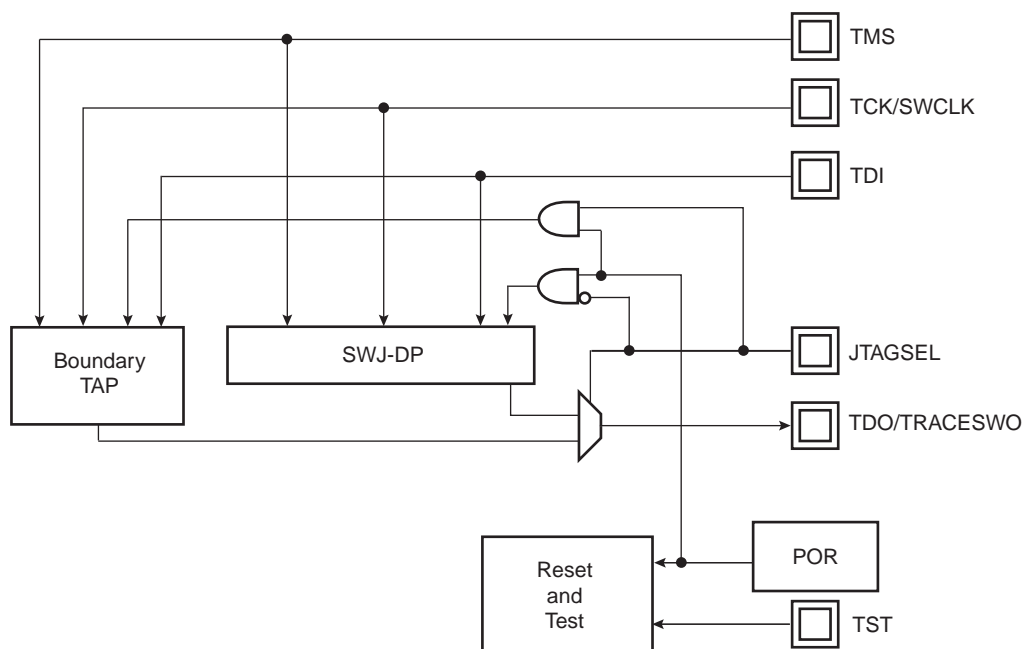 TMS
TCK/SWCLK
TDI
Boundary
TAP
SWJ-DP
JTAGSEL
TDO/TRACESWO
POR
Reset
and
Test
TST